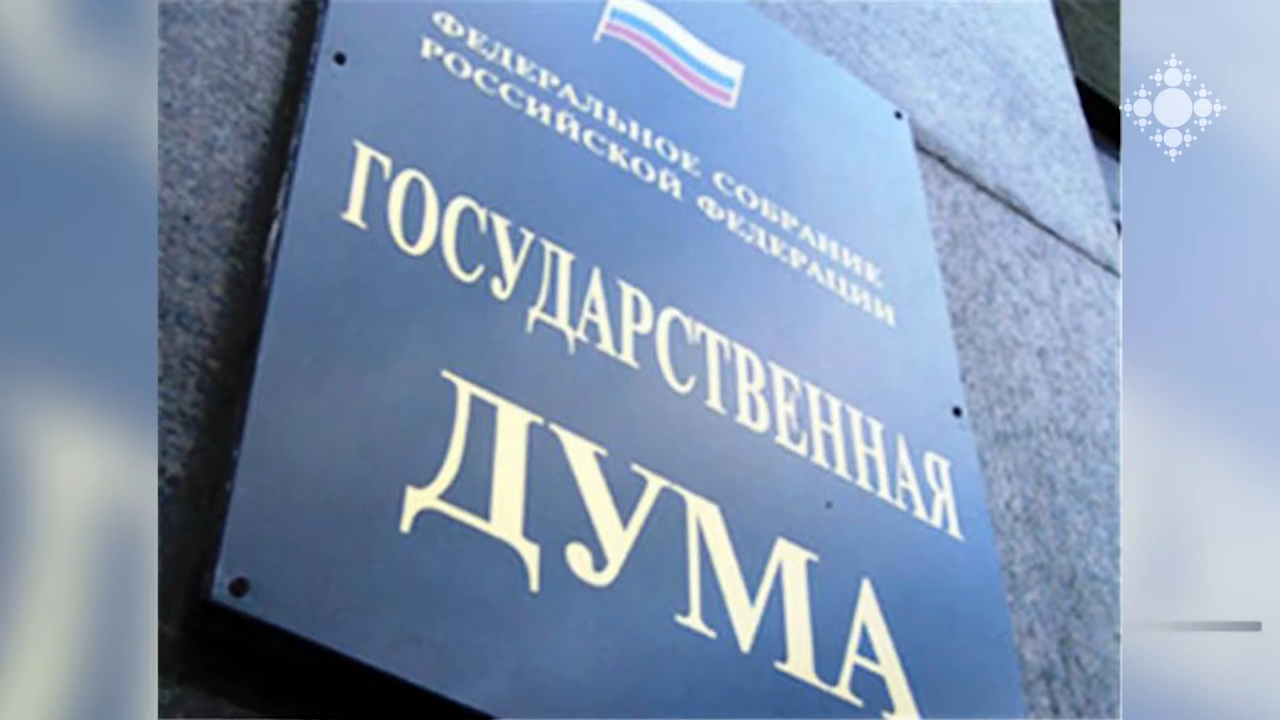 ФЕДЕРАЛЬНОЕ СОБРАНИЕ
РОССИЙСКОЙ ФЕДЕРАЦИИ
ГОСУДАРСТВЕННАЯ
ДУМА